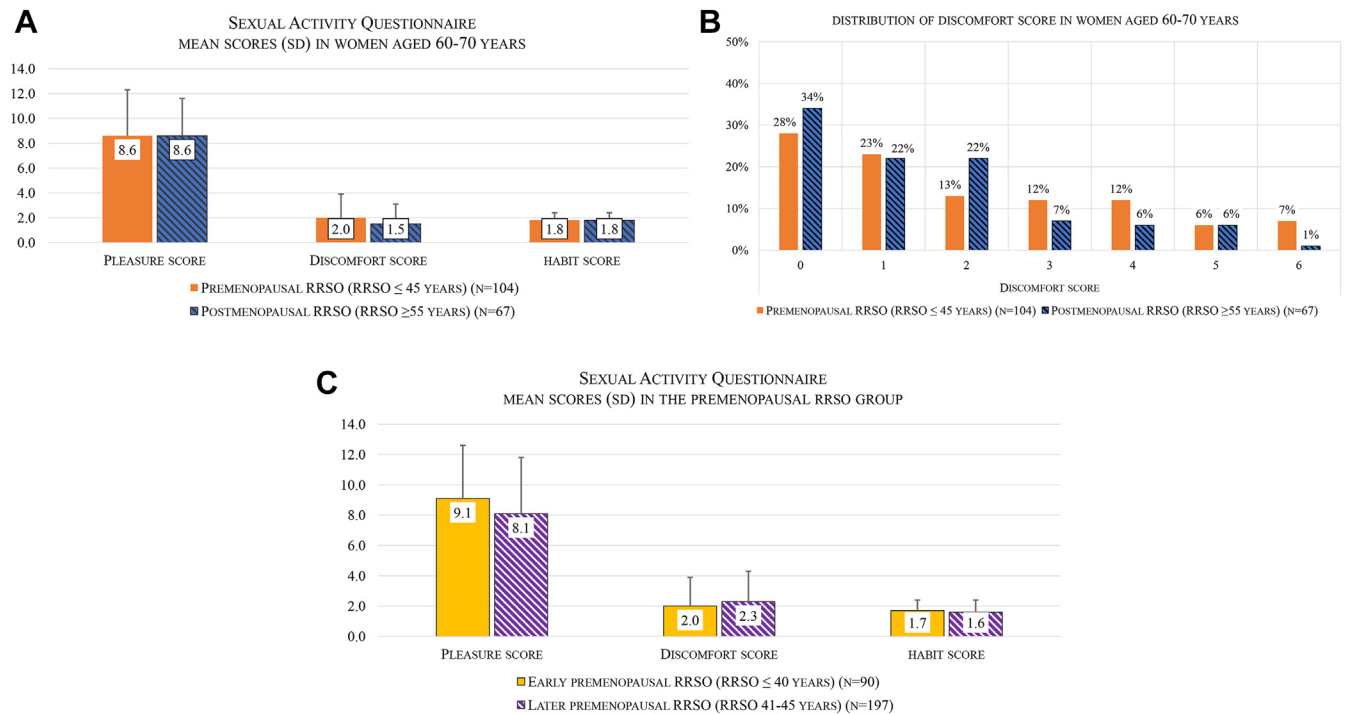 A
Sexual Activity Questionnaire
mean scores (SD) in women aged 60-70 years
14.0
12.0
10.0
8.0
6.0
4.0
2.0
0.0
8.6
8.6
2.0
1.5
1.8
1.8
Pleasure score
Discomfort score
habit score
Premenopausal RRSO (RRSO ≤ 45 years) (n=104)
Postmenopausal RRSO (RRSO ≥55 years) (n=67)
B
distribution of discomfort score in women aged 60-70 years
50%
40%
30%
20%
10%
0%
28%
34%
23%
22%
13%
22%
12%
7%
12%
6%
6%
6%
7%
1%
0
1
2
3
4
5
6
Discomfort score
Premenopausal RRSO (RRSO ≤ 45 years) (n=104)
Postmenopausal RRSO (RRSO ≥55 years) (n=67)
C
Sexual Activity Questionnaire
mean scores (SD) in the premenopausal RRSO group
14.0
12.0
10.0
8.0
6.0
4.0
2.0
0.0
9.1
8.1
2.0
2.3
1.7
1.6
Pleasure score
Discomfort score
habit score
Early premenopausal RRSO (RRSO ≤ 40 years) (n=90)
Later premenopausal RRSO (RRSO 41-45 years) (n=197)